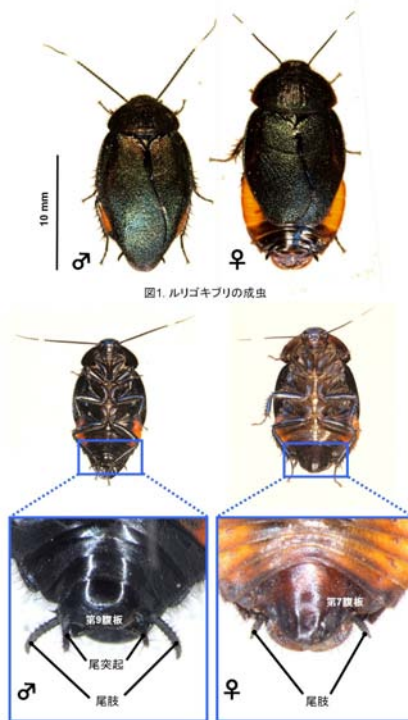 10 mm
♂
♀
図1. ルリゴキブリの成虫
第9腹板
尾突起
尾肢
♂
第7腹板
尾肢
♀